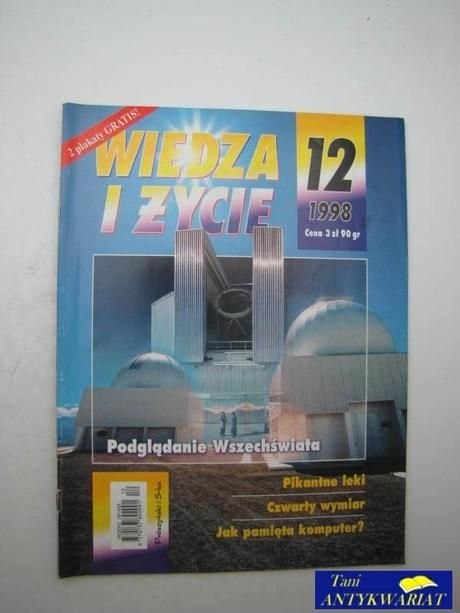 2 plakaty GRATIS!
WIEDZA
I ŻYCIE
12
1998
Cena 3 zł 90 gr
Podglądanie Wszechświata
Pikantne leki
Czwarty wymiar
Jak pamięta komputer?
Prószyński i S-ka
Tani
ANTYKWARIAT